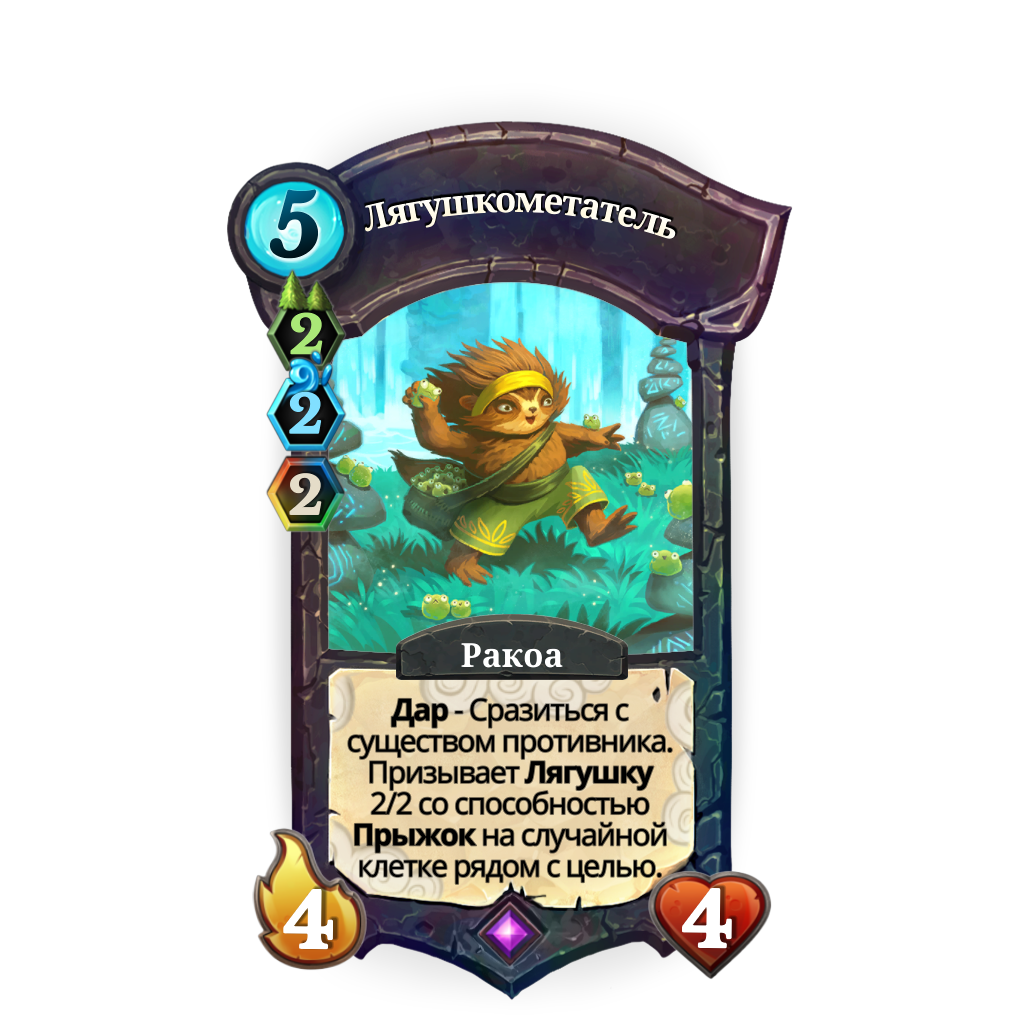 5
Лягушкометатель
2
2
2
Ракоа
Дар - Сразиться с
существом противника.
Призывает Лягушку
2/2 со способностью
Прыжок на случайной
клетке рядом с целью.
4
4